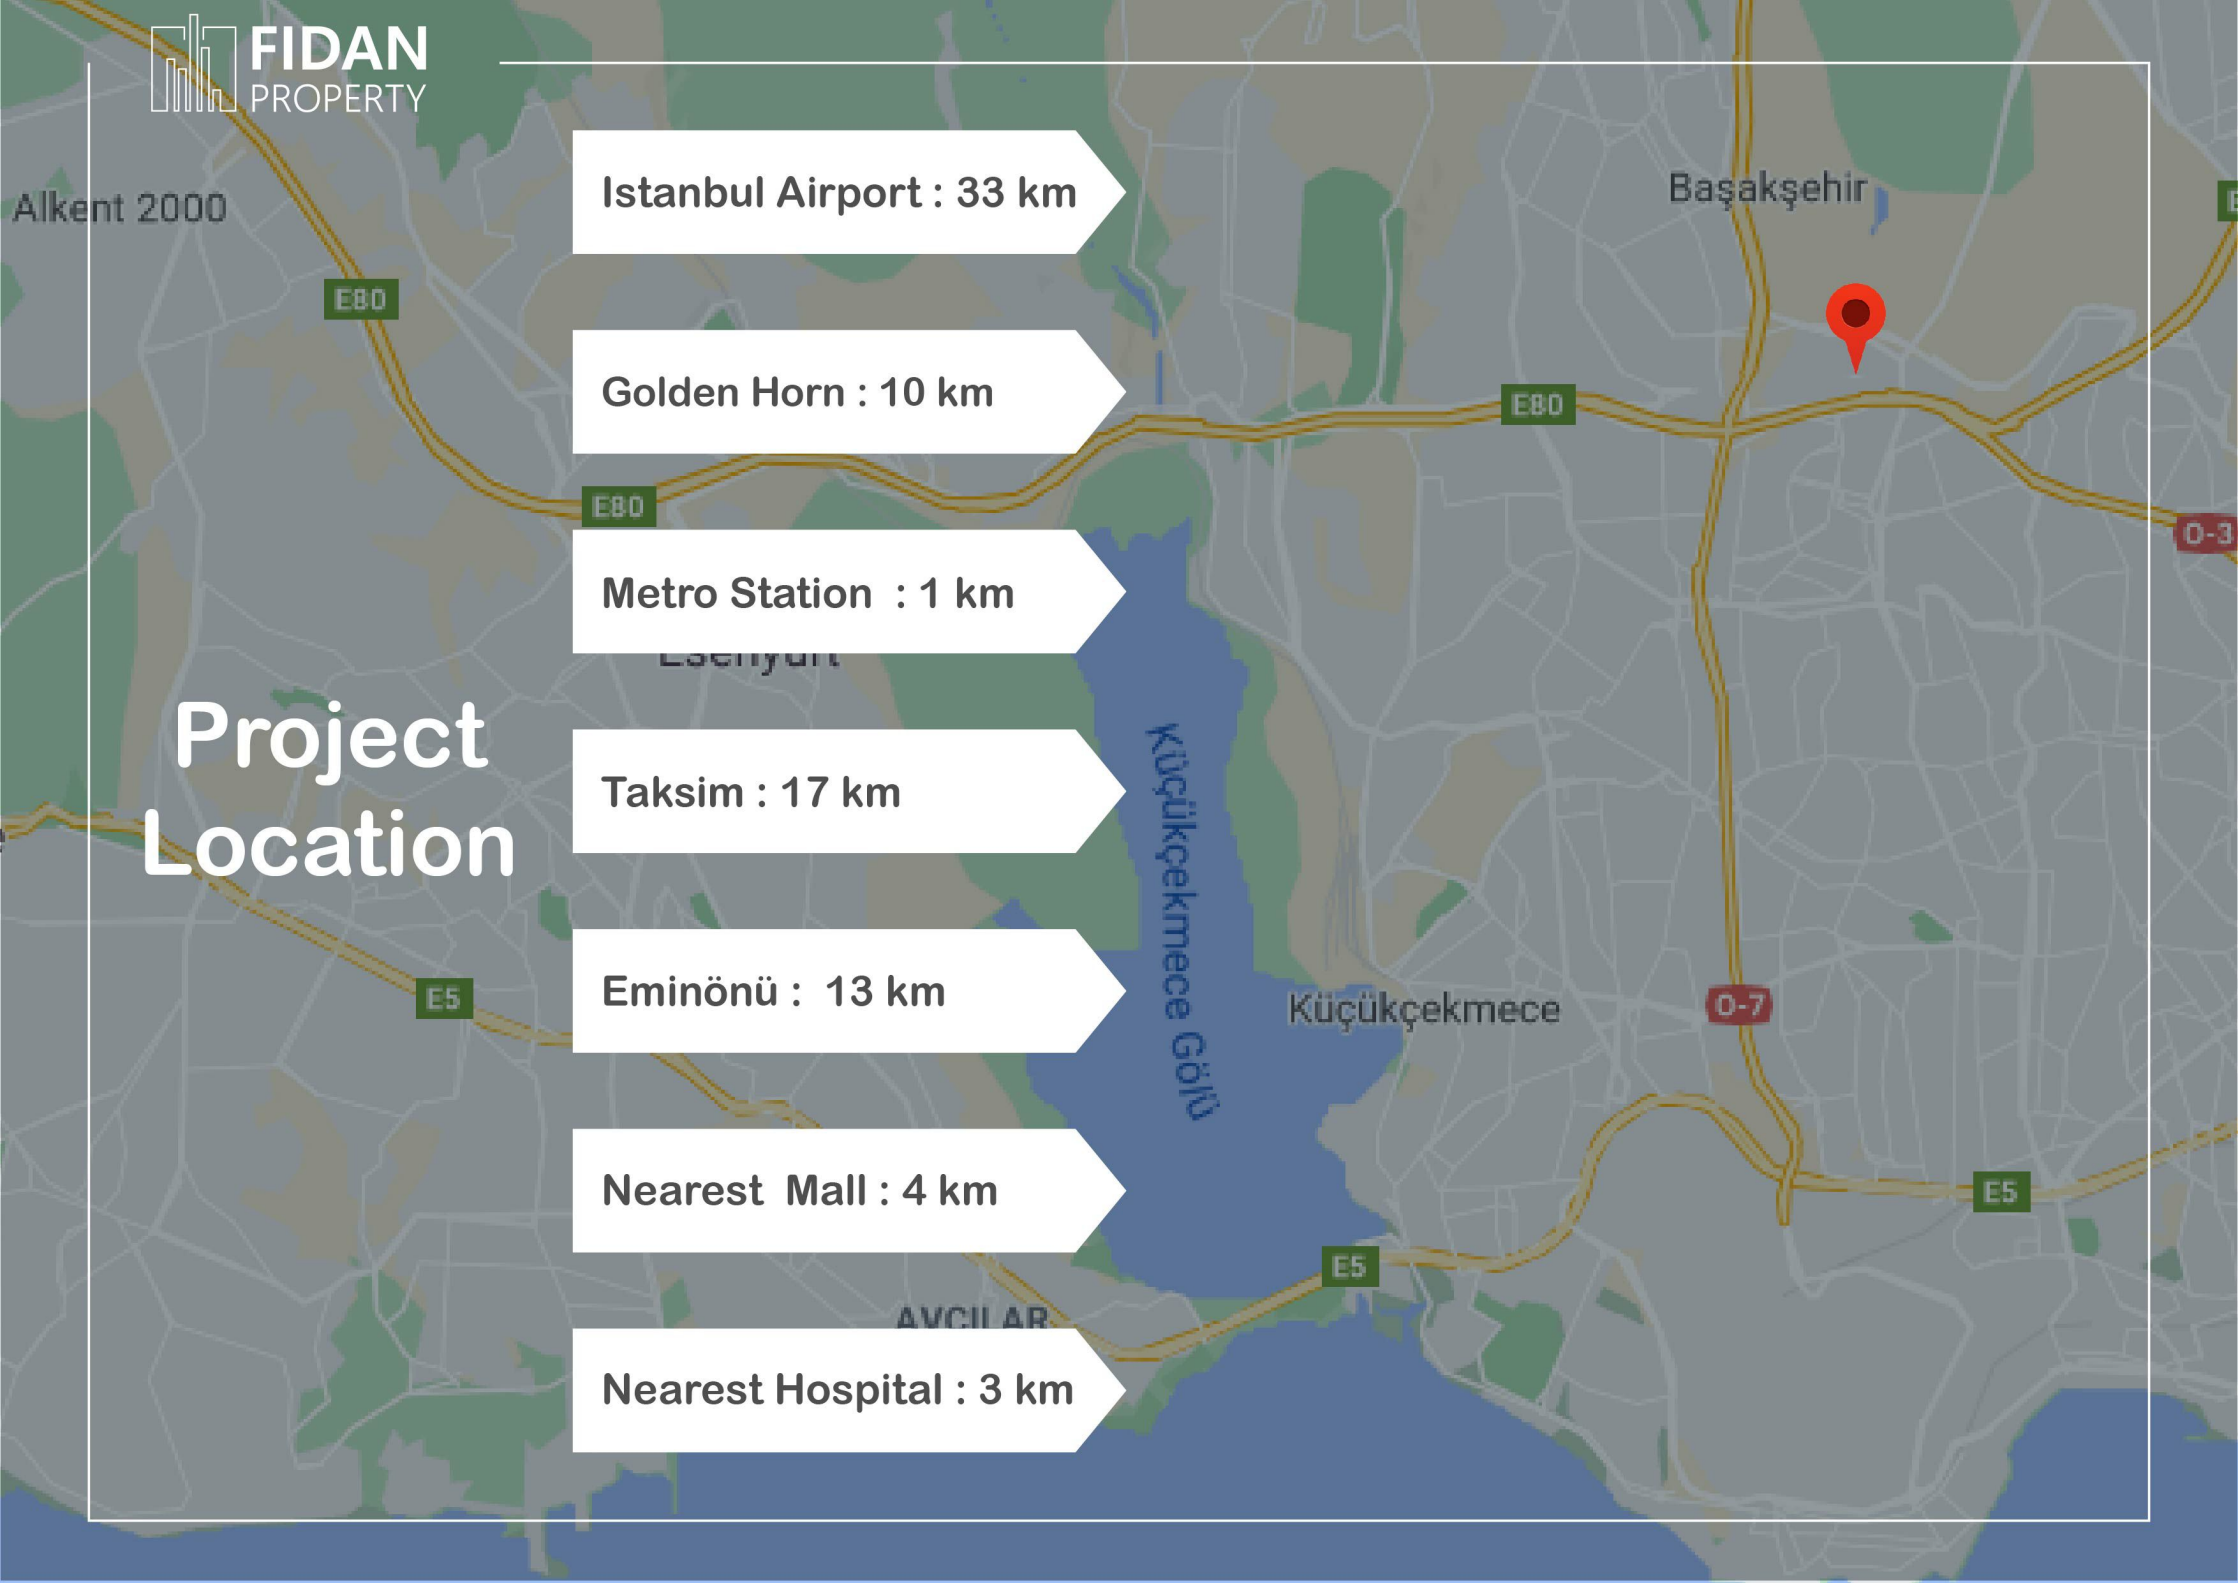 FIDAN
PROPERTY
Alkent 2000
Başakşehir
Istanbul Airport : 33 km
E80
Golden Horn : 10 km
E80
E80
O-3
Metro Station  : 1 km
Esenyurt
Project
Location
Taksim : 17 km
Küçükçekmece Gölü
Eminönü :  13 km
E5
Küçükçekmece
O-7
Nearest  Mall : 4 km
E5
E5
AVCILAR
Nearest Hospital : 3 km